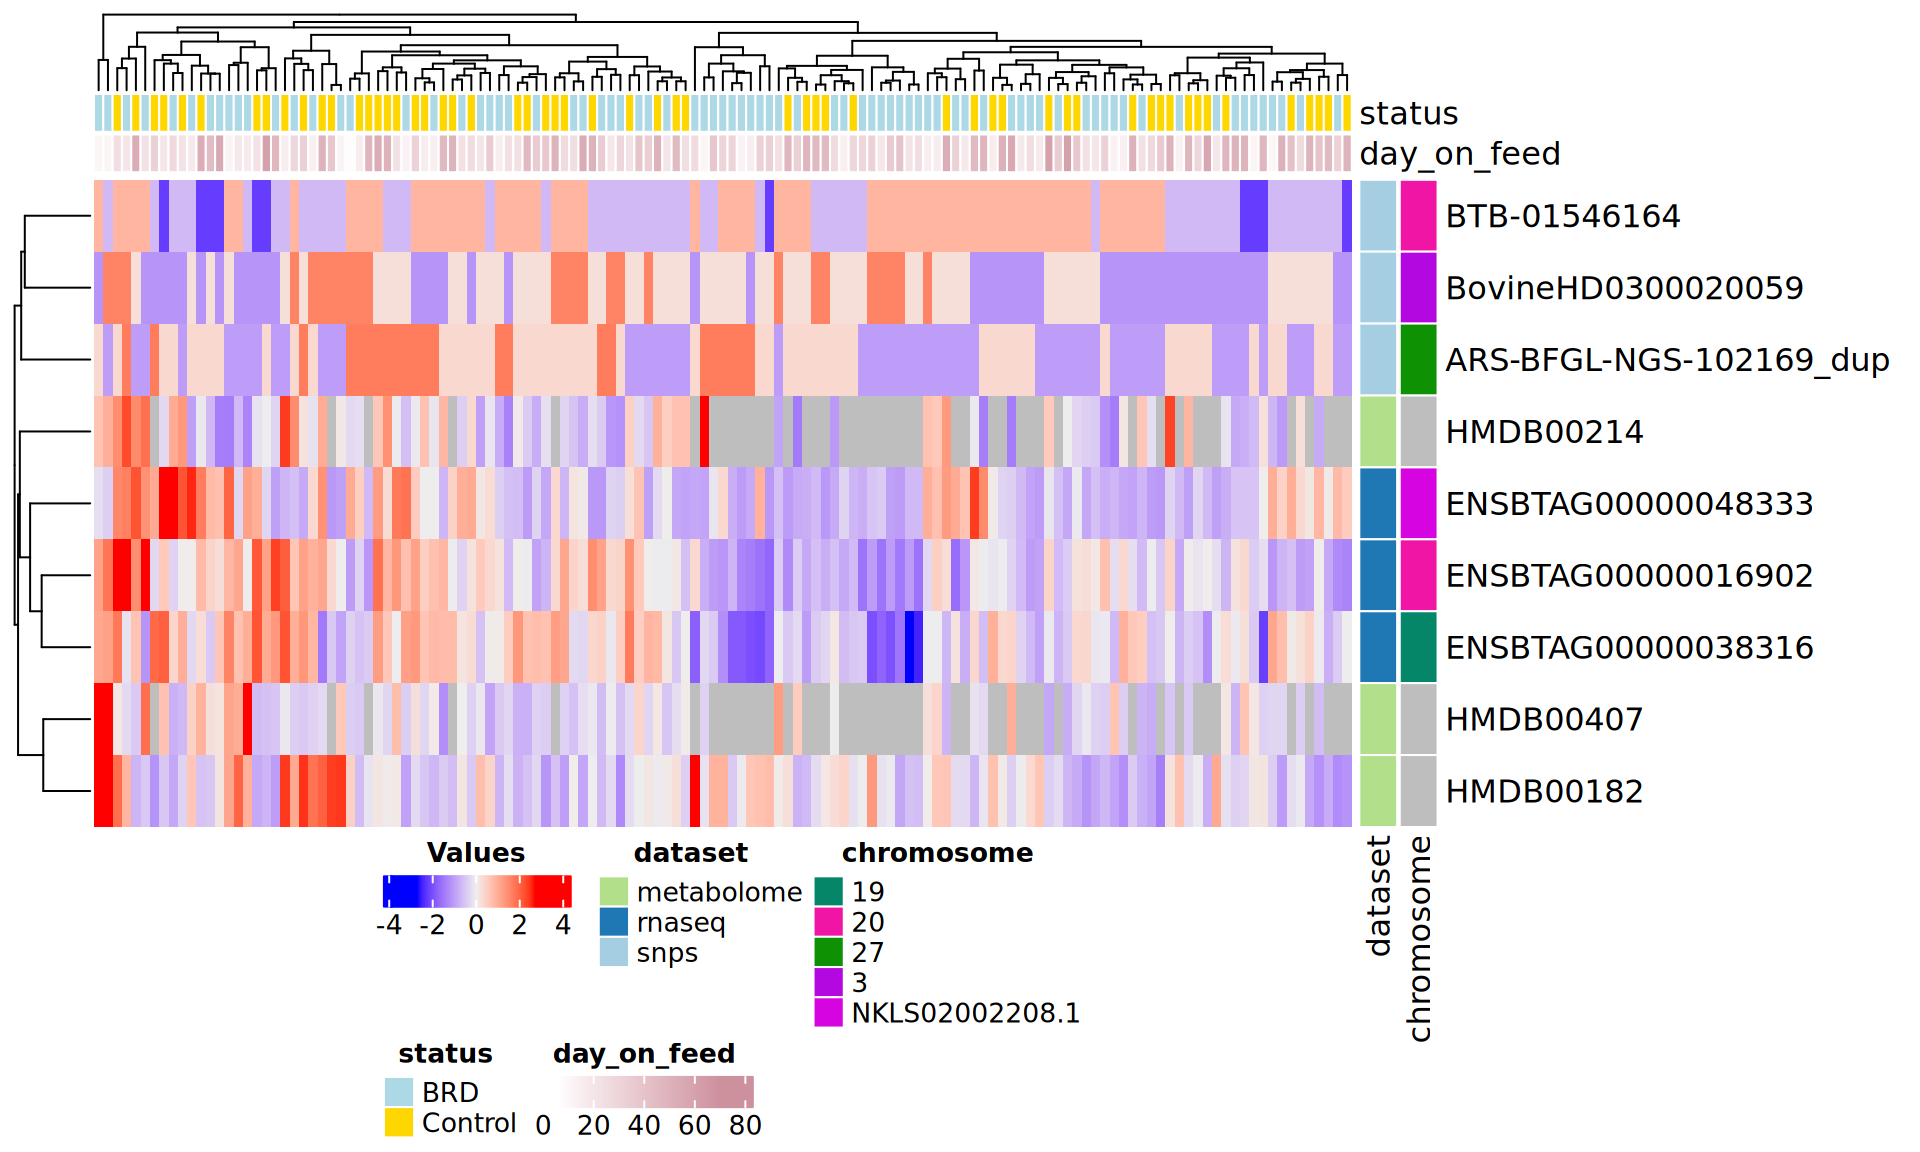 status
day_on_feed
BTB-01546164
BovineHD0300020059
ARS-BFGL-NGS-102169_dup
HMDB00214
ENSBTAG00000048333
ENSBTAG00000016902
ENSBTAG00000038316
HMDB00407
HMDB00182
dataset
chromosome
Values
-4 -2 0 2 4
dataset
metabolome
rnaseq
snps
chromosome
19
20
27
3
NKLS02002208.1
status
BRD
Control
day_on_feed
0 20 40 60 80